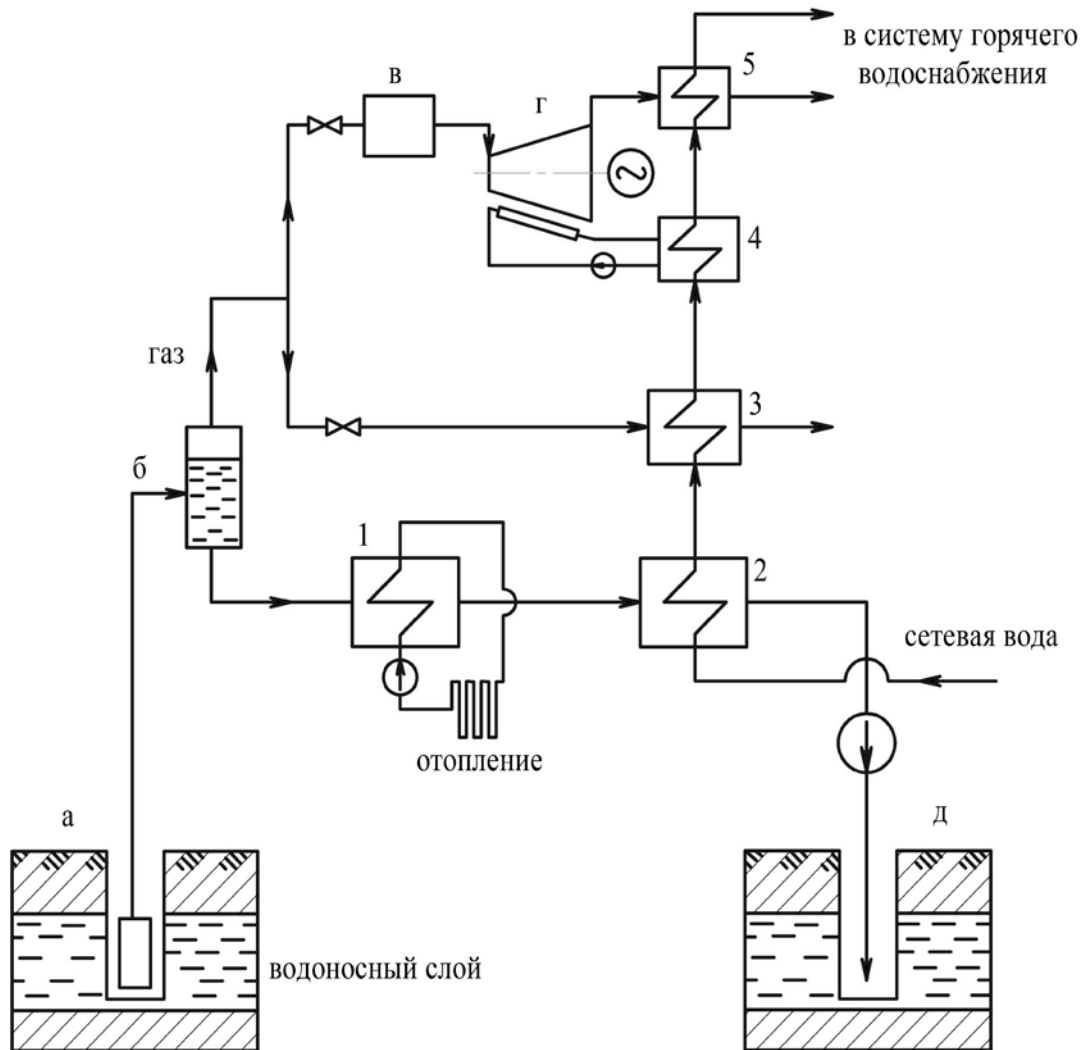 в систему горячего
водоснабжения
5
в
г
4
газ
3
б
1
2
сетевая вода
отопление
а
д
водоносный слой